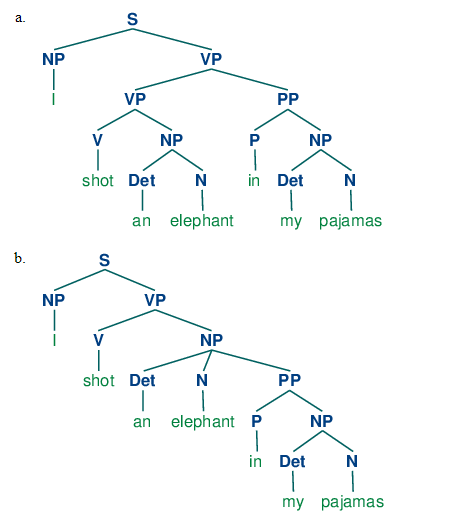 a.
S
NP VP
I VP PP
V NP P NP
shot Det N in Det N
an elephant my pajamas
b.
S
NP VP
I V NP
shot Det N PP
an elephant P NP
in Det N
my pajamas